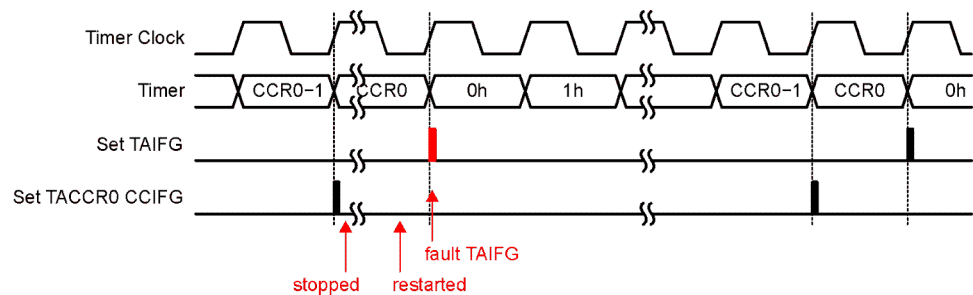 Timer Clock
Timer CCR0−1 CCR0 0h 1h CCR0−1 CCR0 0h
Set TAIFG
Set TACCR0 CCIFG
fault TAIFG
stopped restarted